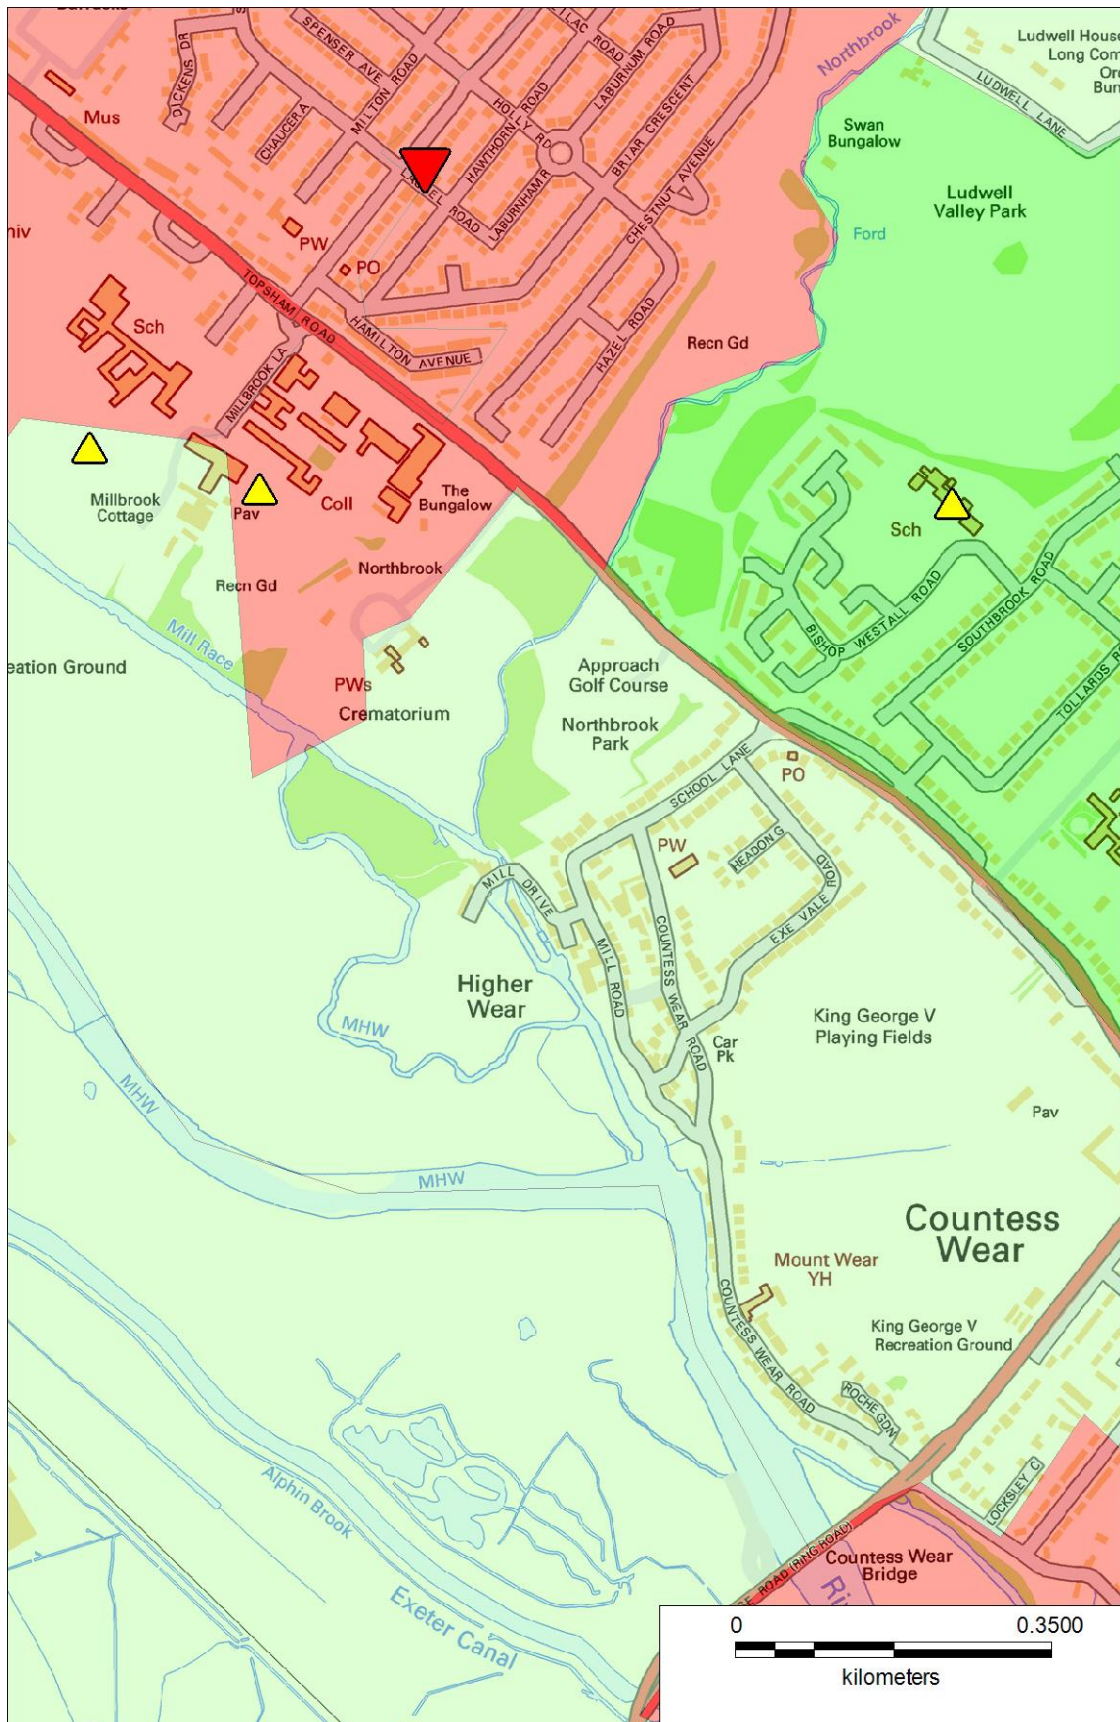 Northbrook
Ludwell House
Long
LUDWELL LANE
DICKENS DR
SPENSER AVE
MILTON ROAD
LILAC ROAD
LABURNUM ROAD
HOLLY RD
HAWTHORN ROAD
BRIAR CRESCENT
Mus
CHAUCER A
Swan
Bungalow
Ludwell
Valley Park
Ford
LABURNHAM R
CHESTNUT AVENUE
PW
PO
TOPSHAM ROAD
Sch
HAMILTON AVENUE
HAZEL ROAD
Recn Gd
MILLBROOK LA
Millbrook
Cottage
Pav
Coll
The
Bungalow
Sch
Northbrook
Recn Gd
BISHOP WESTALL ROAD
SOUTHBROOK ROAD
Mill Race
PWs
Crematorium
Approach
Golf Course
Northbrook
Park
SCHOOL LANE
PO
PW
HEADON G
MILL DRIVE
EXE VALE ROAD
MILL ROAD
COUNTESS WEAR ROAD
Higher
Wear
MHW
Car
Pk
King George V
Playing Fields
MHW
Pav
MHW
Countess
Wear
Mount Wear
YH
COUNTESS WEAR ROAD
King George V
Recreation Ground
ROCHE GDN
LOCKSLEY C
Alphin Brook
Exeter Canal
ROAD (RING ROAD)
Countess Wear
Bridge
0 0.3500
kilometers